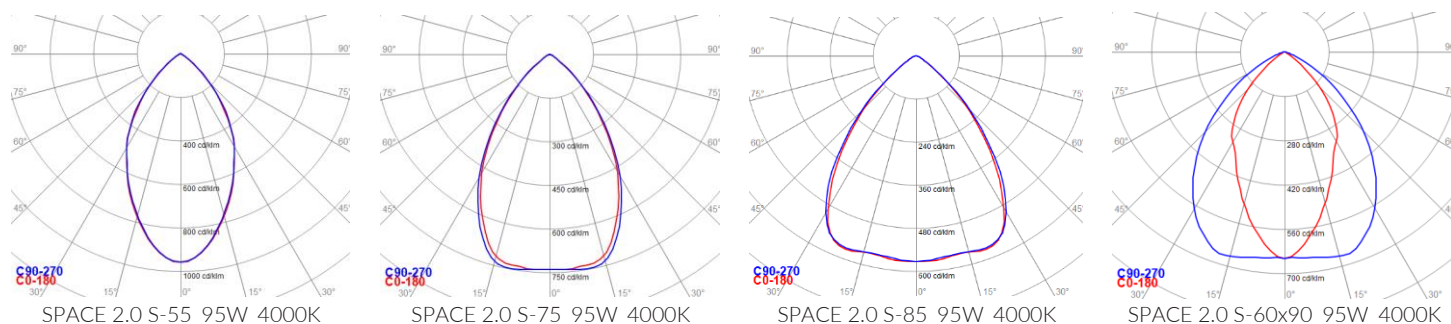 90° 90°
75° 75°
60° 60°
45° 45°
400 cd/klm
600 cd/klm
800 cd/klm
1000 cd/klm
C90-270
C0-180
30° 15° 0° 15° 30°
SPACE 2.0 S-55 95W 4000K
90° 90°
75° 75°
60° 60°
45° 45°
300 cd/klm
450 cd/klm
600 cd/klm
750 cd/klm
C90-270
C0-180
30° 15° 0° 15° 30°
SPACE 2.0 S-75 95W 4000K
90° 90°
75° 75°
60° 60°
45° 45°
240 cd/klm
360 cd/klm
480 cd/klm
600 cd/klm
C90-270
C0-180
30° 15° 0° 15° 30°
SPACE 2.0 S-85 95W 4000K
90° 90°
75° 75°
60° 60°
45° 45°
280 cd/klm
420 cd/klm
560 cd/klm
700 cd/klm
C90-270
C0-180
30° 15° 0° 15° 30°
SPACE 2.0 S-60x90 95W 4000K